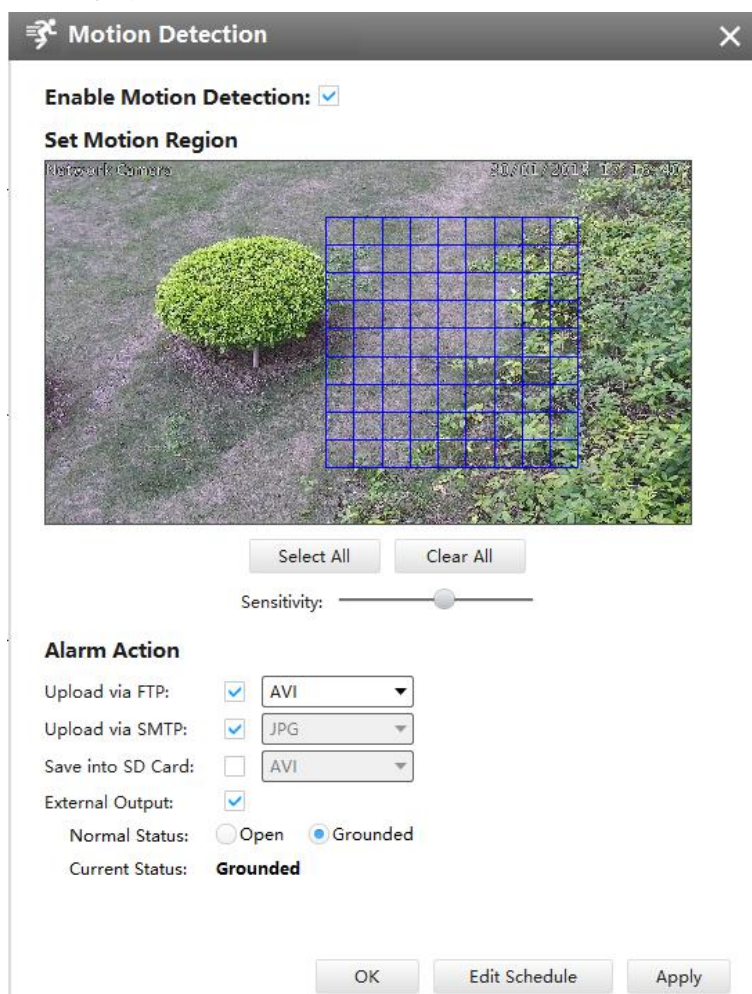 Motion Detection
Enable Motion Detection:
Set Motion Region
Network Camera
Select All Clear All
Sensitivity:
Alarm Action
Upload via FTP: AVI
Upload via SMTP: JPG
Save into SD Card: AVI
External Output:
Normal Status: Open Grounded
Current Status: Grounded
OK Edit Schedule Apply